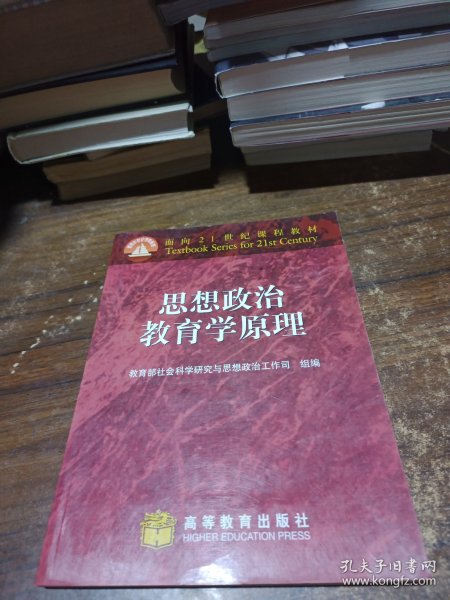 面向21世纪课程教材
Textbook Series for 21st Century
思想政治
教育学原理
教育部社会科学研究与思想政治工作司 组编
高等教育出版社
HIGHER EDUCATION PRESS
孔夫子旧书网
www.kongfz.com